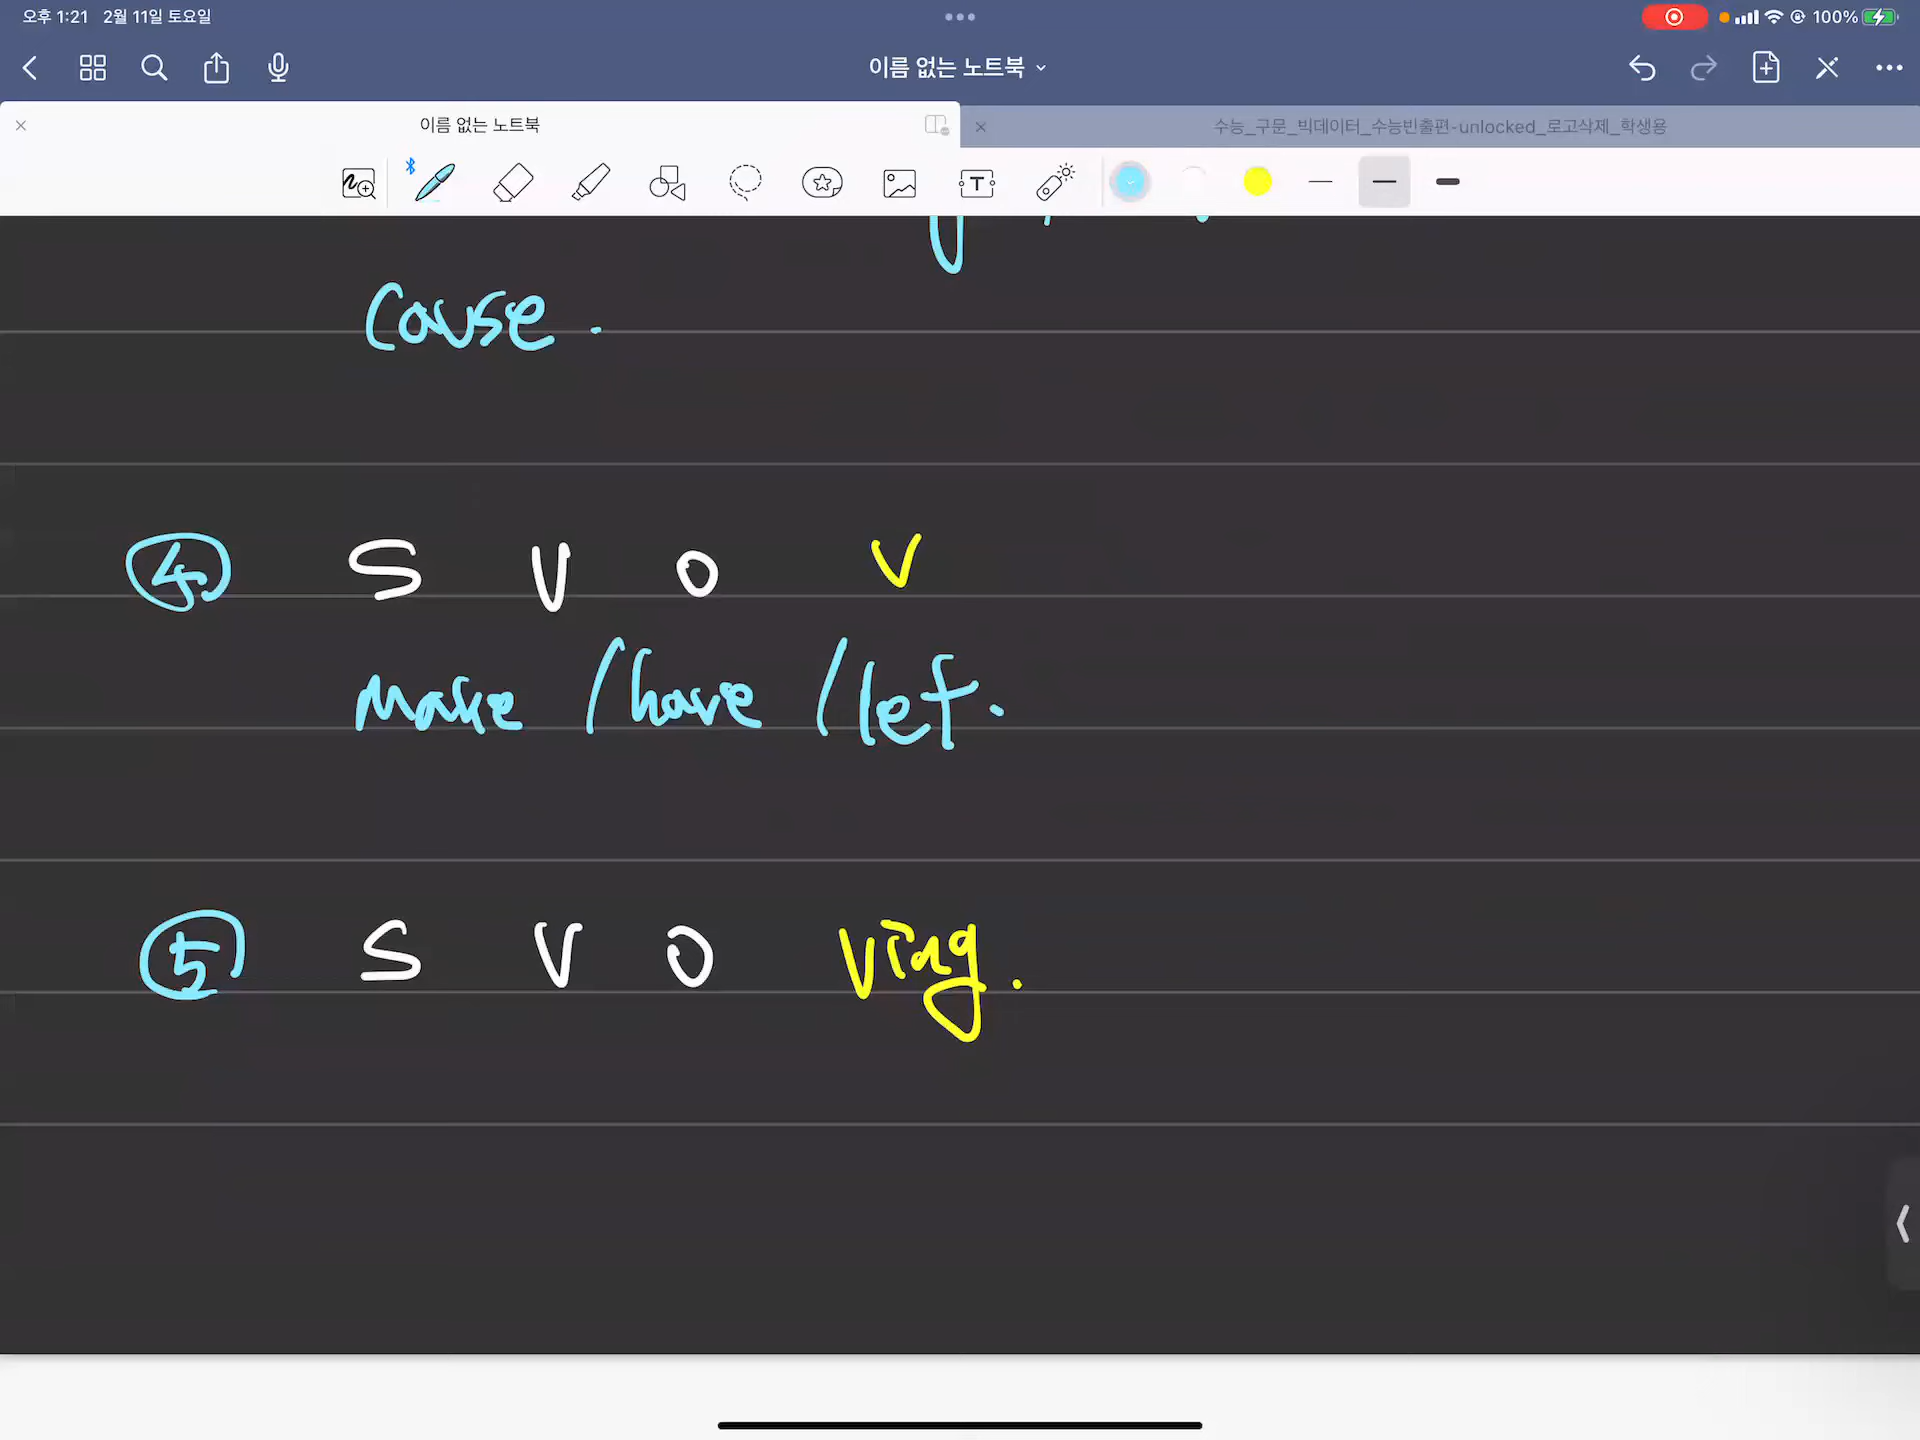 오후 1:21 2월 11일 토요일 100%
이름 없는 노트북
이름 없는 노트북
수능_구문_빅데이터_수능빈출편-unlocked_로고삭제_학생용
cause.
④ S V O V
make /have /let.
⑤ S V O Ving.